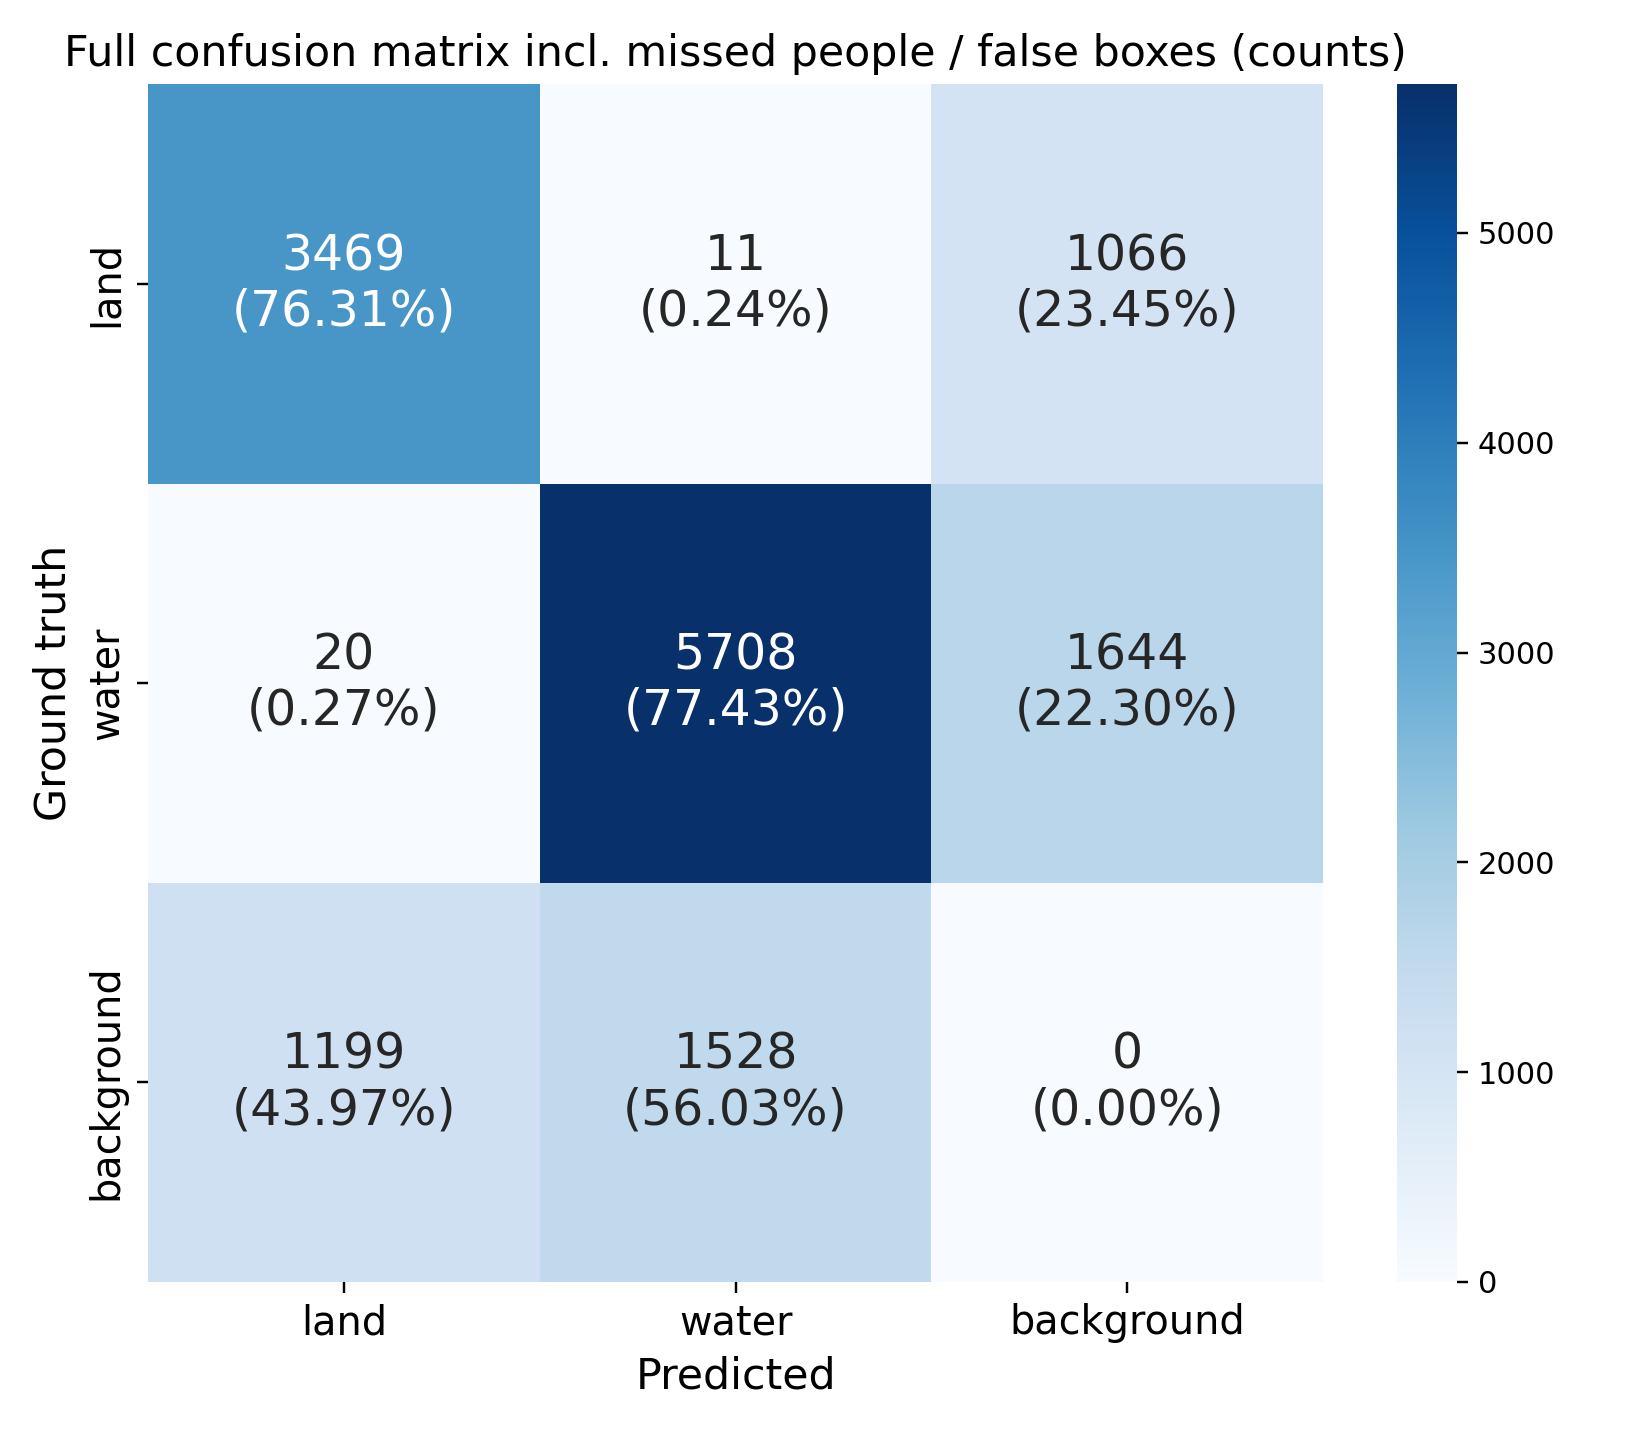 Full confusion matrix incl. missed people / false boxes (counts)
Ground truth
land
3469
(76.31%)
11
(0.24%)
1066
(23.45%)
water
20
(0.27%)
5708
(77.43%)
1644
(22.30%)
background
1199
(43.97%)
1528
(56.03%)
0
(0.00%)
land
water
background
Predicted
5000
4000
3000
2000
1000
0